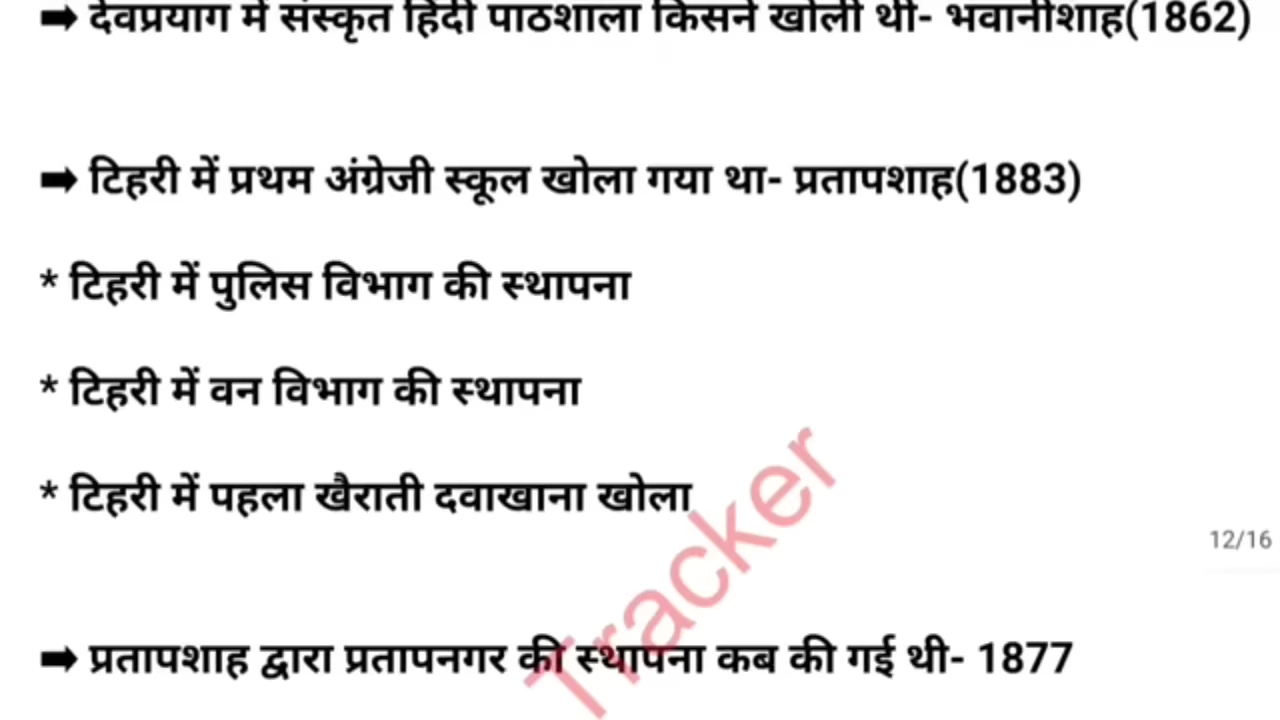 ➡ देवप्रयाग में संस्कृत हिंदी पाठशाला किसने खोली थी- भवानीशाह(1862)
➡ टिहरी में प्रथम अंग्रेजी स्कूल खोला गया था- प्रतापशाह(1883)
* टिहरी में पुलिस विभाग की स्थापना
* टिहरी में वन विभाग की स्थापना
* टिहरी में पहला खैराती दवाखाना खोला
12/16
➡ प्रतापशाह द्वारा प्रतापनगर की स्थापना कब की गई थी- 1877
Tracker